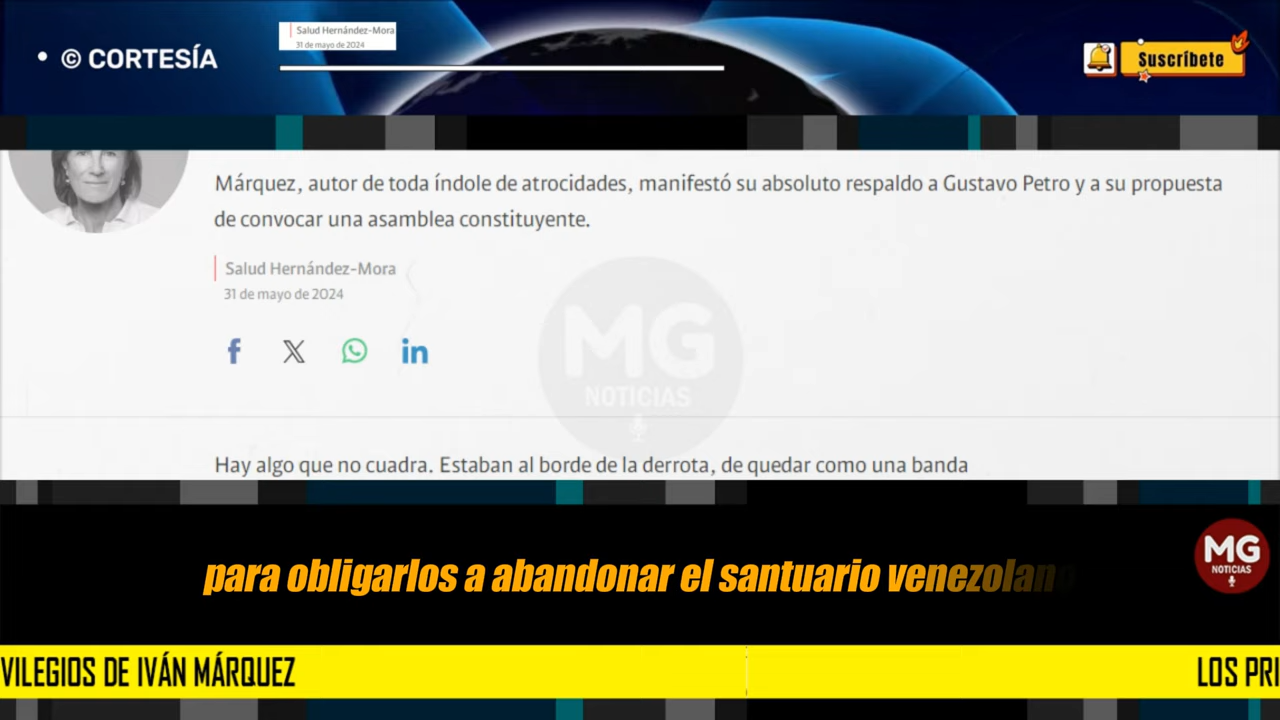 Salud Hernández-Mora
31 de mayo de 2024
• © CORTESÍA
Suscríbete
Márquez, autor de toda índole de atrocidades, manifestó su absoluto respaldo a Gustavo Petro y a su propuesta
de convocar una asamblea constituyente.
Salud Hernández-Mora
31 de mayo de 2024
MG
NOTICIAS
Hay algo que no cuadra. Estaban al borde de la derrota, de quedar como una banda
para obligarlos a abandonar el santuario venezolano
MG
NOTICIAS
VILEGIOS DE IVÁN MÁRQUEZ
LOS PRI